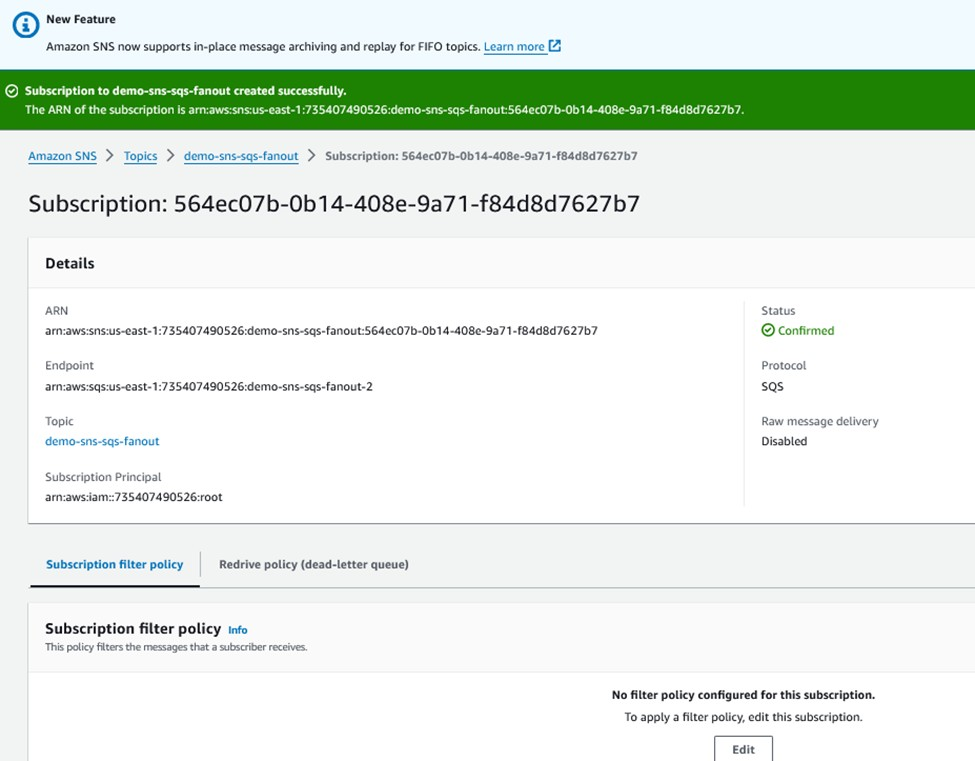 New Feature
Amazon SNS now supports in-place message archiving and replay for FIFO topics. Learn more
Subscription to demo-sns-sqs-fanout created successfully.
The ARN of the subscription is arn:aws:sns:us-east-1:735407490526:demo-sns-sqs-fanout:564ec07b-0b14-408e-9a71-f84d8d7627b7.
Amazon SNS > Topics > demo-sns-sqs-fanout > Subscription: 564ec07b-0b14-408e-9a71-f84d8d7627b7
Subscription: 564ec07b-0b14-408e-9a71-f84d8d7627b7
Details
ARN
arn:aws:sns:us-east-1:735407490526:demo-sns-sqs-fanout:564ec07b-0b14-408e-9a71-f84d8d7627b7
Endpoint
arn:aws:sqs:us-east-1:735407490526:demo-sns-sqs-fanout-2
Topic
demo-sns-sqs-fanout
Subscription Principal
arn:aws:iam::735407490526:root
Status
Confirmed
Protocol
SQS
Raw message delivery
Disabled
Subscription filter policy
Redrive policy (dead-letter queue)
Subscription filter policy Info
This policy filters the messages that a subscriber receives.
No filter policy configured for this subscription.
To apply a filter policy, edit this subscription.
Edit